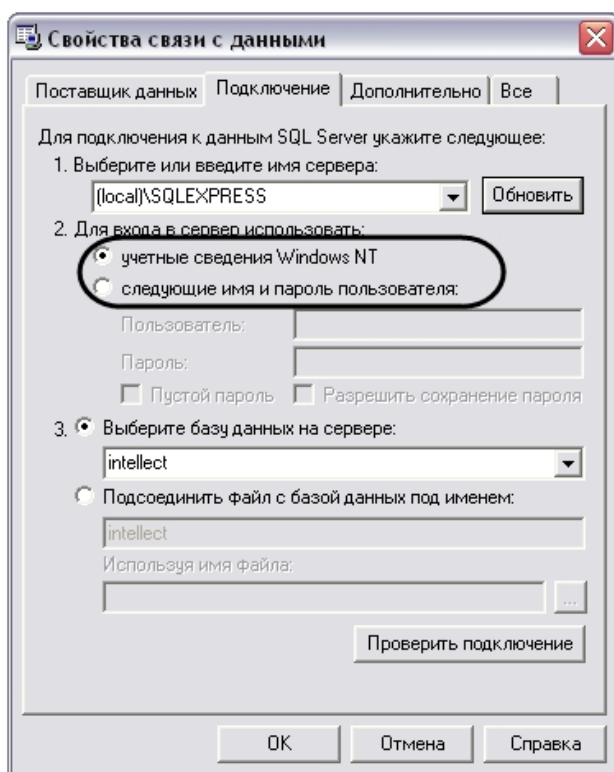 Свойства связи с данными
Поставщик данных Подключение Дополнительно Все
Для подключения к данным SQL Server укажите следующее:
1. Выберите или введите имя сервера:
(local)\SQLEXPRESS Обновить
2. Для входа в сервер использовать:
учетные сведения Windows NT
следующие имя и пароль пользователя:
Пользователь:
Пароль:
Пустой пароль Разрешить сохранение пароля
3. Выберите базу данных на сервере:
intellect
Подсоединить файл с базой данных под именем:
intellect
Используя имя файла:
...
Проверить подключение
OK Отмена Справка